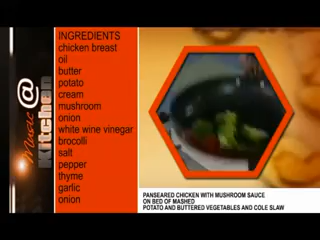 Music @ Kitchen
INGREDIENTS
chicken breast
oil
butter
potato
cream
mushroom
onion
white wine vinegar
brocolli
salt
pepper
thyme
garlic
onion
PANSEARED CHICKEN WITH MUSHROOM SAUCE
ON BED OF MASHED
POTATO AND BUTTERED VEGETABLES AND COLE SLAW